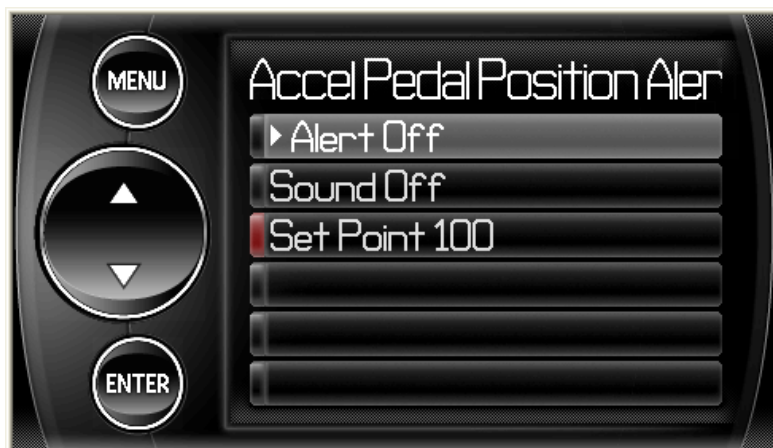 MENU
Accel Pedal Position Aler
Alert Off
Sound Off
Set Point 100
ENTER